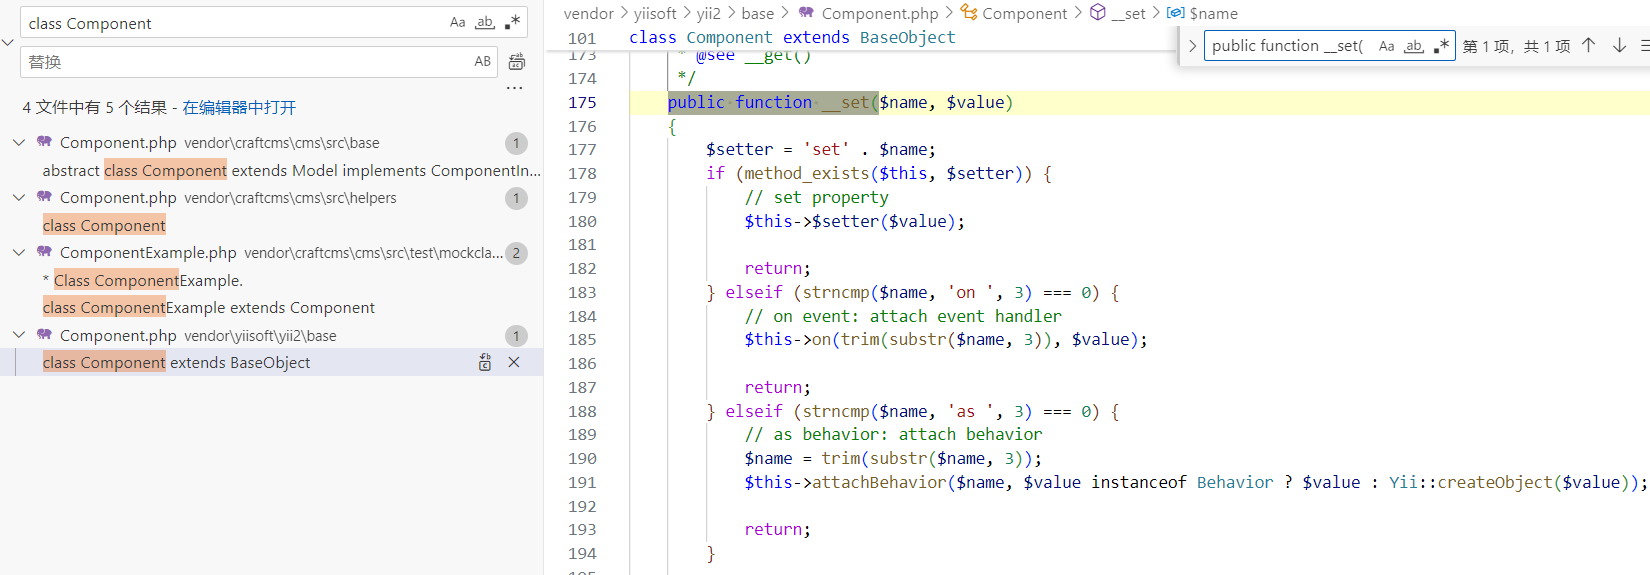 class Component
Aa ab .*
替换
AB
4 文件中有 5 个结果 - 在编辑器中打开
Component.php vendor\craftcms\cms\src\base 1
abstract class Component extends Model implements ComponentIn...
Component.php vendor\craftcms\cms\src\helpers 1
class Component
ComponentExample.php vendor\craftcms\cms\src\test\mockcla... 2
* Class ComponentExample.
class ComponentExample extends Component
Component.php vendor\yiisoft\yii2\base 1
class Component extends BaseObject
vendor > yiisoft > yii2 > base > Component.php > Component > __set > $name
101 class Component extends BaseObject
public function __set( Aa ab .* 第 1 项，共 1 项
173 * @see __get()
174 */
175 public function __set($name, $value)
176 {
177 $setter = 'set' . $name;
178 if (method_exists($this, $setter)) {
179 // set property
180 $this->$setter($value);
181
182 return;
183 } elseif (strncmp($name, 'on ', 3) === 0) {
184 // on event: attach event handler
185 $this->on(trim(substr($name, 3)), $value);
186
187 return;
188 } elseif (strncmp($name, 'as ', 3) === 0) {
189 // as behavior: attach behavior
190 $name = trim(substr($name, 3));
191 $this->attachBehavior($name, $value instanceof Behavior ? $value : Yii::createObject($value));
192
193 return;
194 }